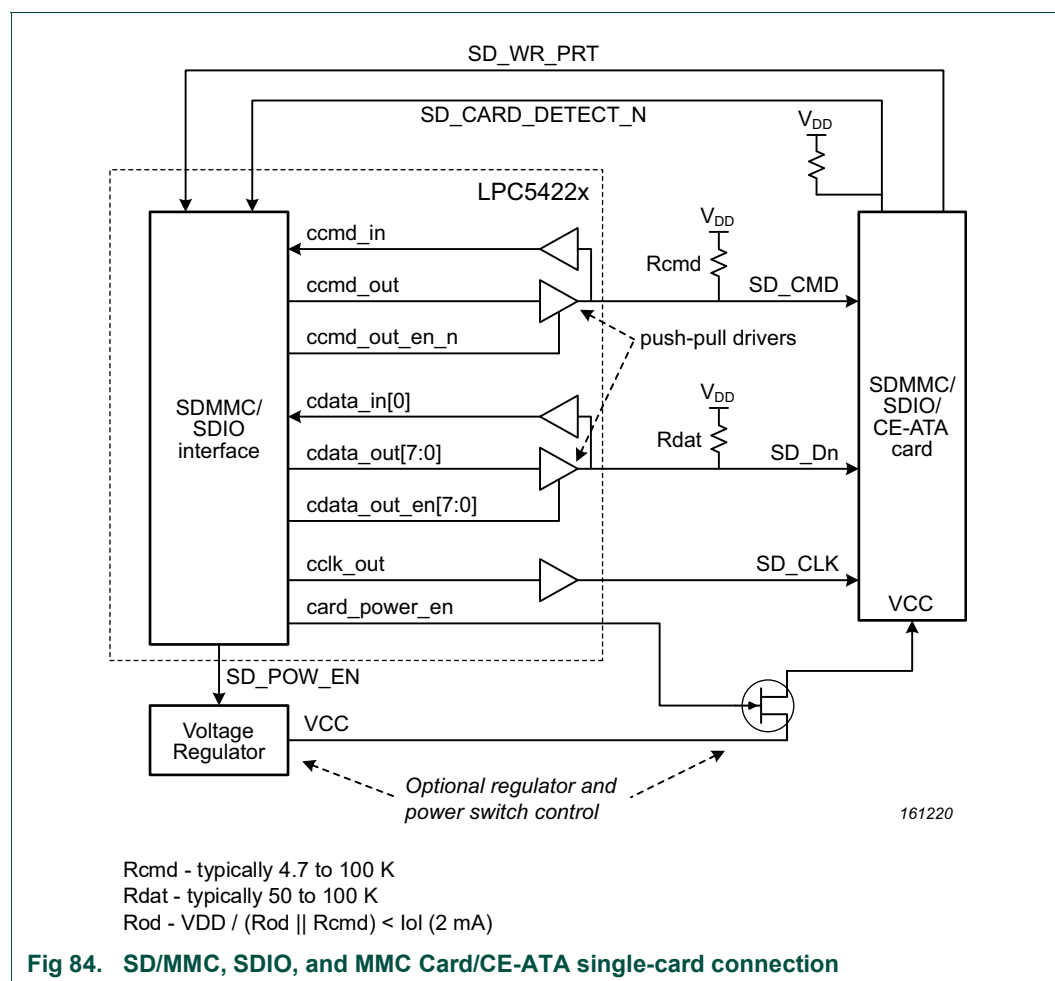 SD_WR_PRT
SD_CARD_DETECT_N
VDD
LPC5422x
VDD
ccmd_in
Rcmd
ccmd_out
SD_CMD
ccmd_out_en_n
push-pull drivers
SDMMC/
SDIO
interface
SDMMC/
SDIO/
CE-ATA
card
cdata_in[0]
VDD
Rdat
cdata_out[7:0]
SD_Dn
cdata_out_en[7:0]
cclk_out
SD_CLK
card_power_en
VCC
SD_POW_EN
Voltage
Regulator
VCC
Optional regulator and
power switch control
161220
Rcmd - typically 4.7 to 100 K
Rdat - typically 50 to 100 K
Rod - VDD / (Rod || Rcmd) < Iol (2 mA)
Fig 84. SD/MMC, SDIO, and MMC Card/CE-ATA single-card connection